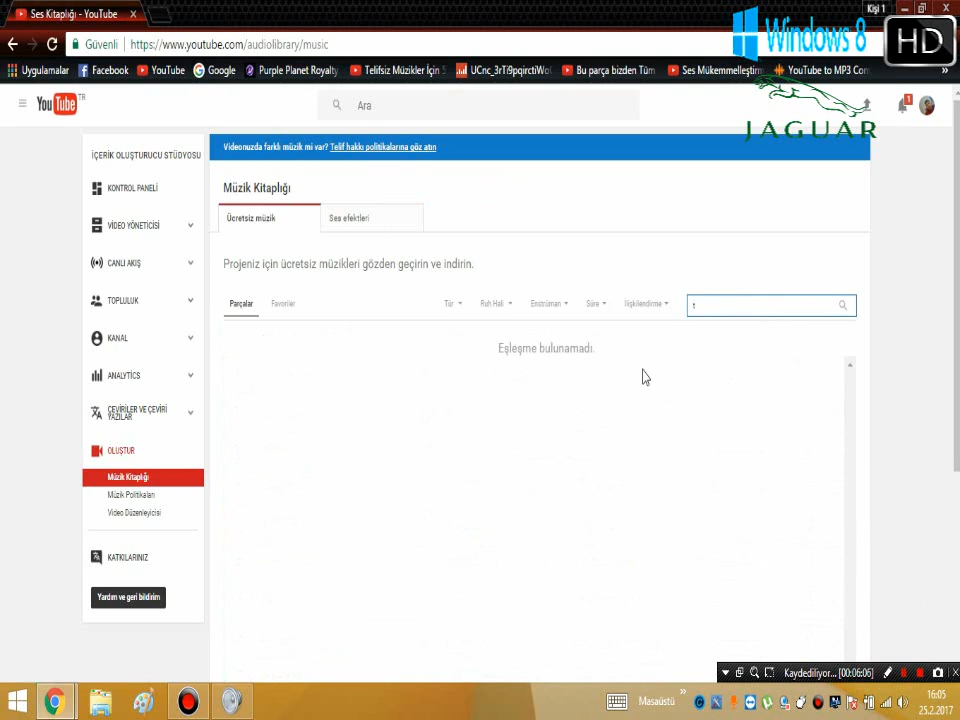 Ses Kitaplığı - YouTube
Kişi 1
Güvenli
https://www.youtube.com/audiolibrary/music
Windows 8
HD
Uygulamalar
Facebook
YouTube
Google
Purple Planet Royalty
Telifsiz Müzikler İçin
UCnc_3rTi9pqirctiWo
Bu parça bizden Tüm
Ses Mükemmelleştirm
YouTube to MP3 Con
»
YouTube TR
Ara
1
JAGUAR
İÇERİK OLUŞTURUCU STÜDYOSU
KONTROL PANELİ
VİDEO YÖNETİCİSİ
CANLI AKIŞ
TOPLULUK
KANAL
ANALYTICS
ÇEVİRİLER VE ÇEVİRİ
YAZILAR
OLUŞTUR
Müzik Kitaplığı
Müzik Politikaları
Video Düzenleyicisi
KATKILARINIZ
Yardım ve geri bildirim
Videonuzda farklı müzik mi var? Telif hakkı politikalarına göz atın
Müzik Kitaplığı
Ücretsiz müzik
Ses efektleri
Projeniz için ücretsiz müzikleri gözden geçirin ve indirin.
Parçalar
Favoriler
Tür
Ruh Hali
Enstrüman
Süre
İlişkilendirme
t
Eşleşme bulunamadı.
Kaydediliyor... [00:06:06]
Masaüstü
»
16:05
25.2.2017